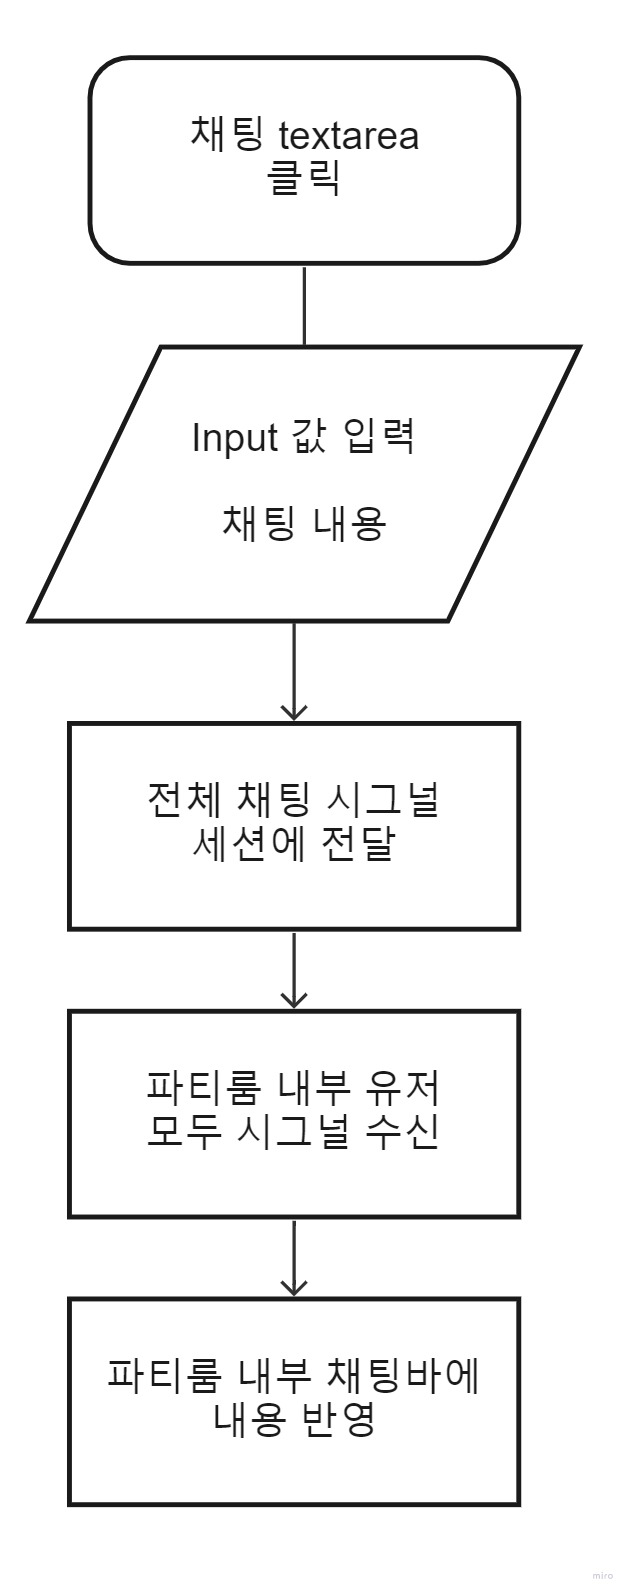 채팅 textarea
클릭
Input 값 입력
채팅 내용
전체 채팅 시그널
세션에 전달
파티룸 내부 유저
모두 시그널 수신
파티룸 내부 채팅바에
내용 반영
miro